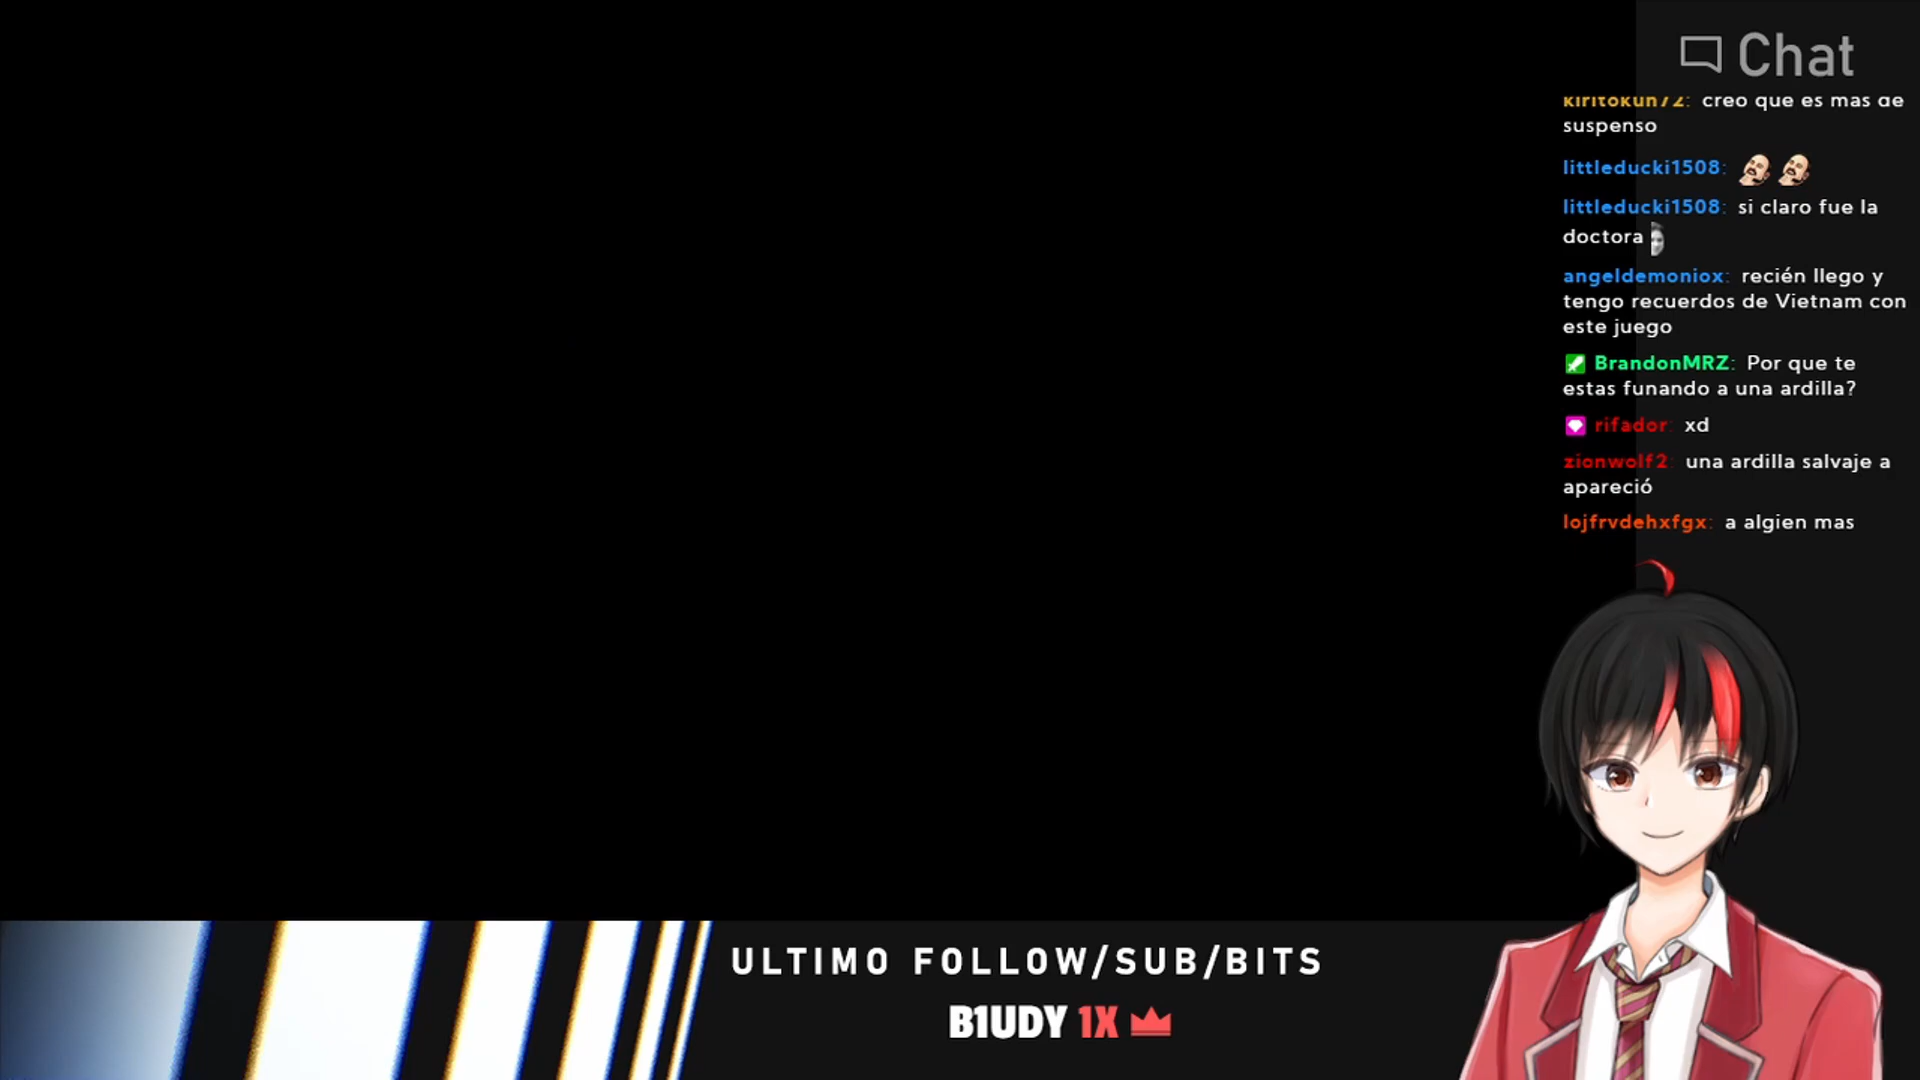 Chat
kiritokun72: creo que es mas de
suspenso
littleducki1508:
littleducki1508: si claro fue la
doctora
angeldemoniox: recién llego y
tengo recuerdos de Vietnam con
este juego
BrandonMRZ: Por que te
estas funando a una ardilla?
rifador: xd
zionwolf2: una ardilla salvaje a
apareció
lojfrvdehxfgx: a algien mas
ULTIMO FOLLOW/SUB/BITS
B1UDY 1X